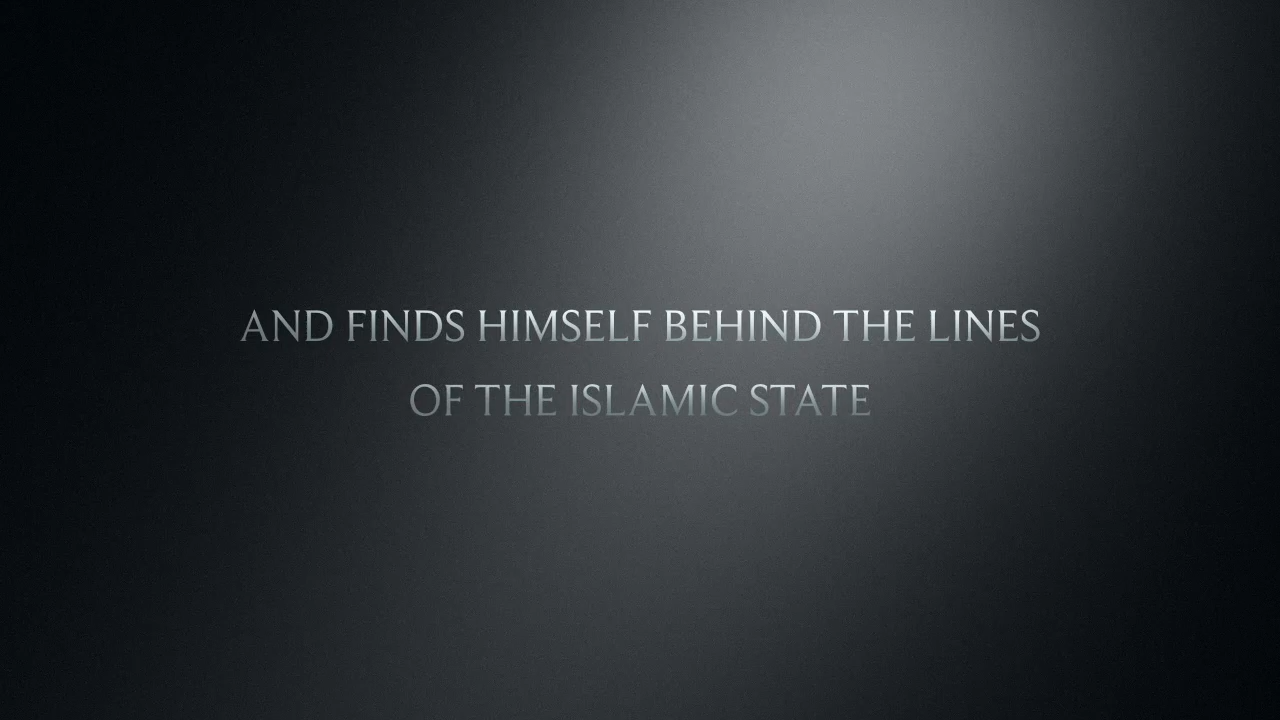 AND FINDS HIMSELF BEHIND THE LINES
OF THE ISLAMIC STATE